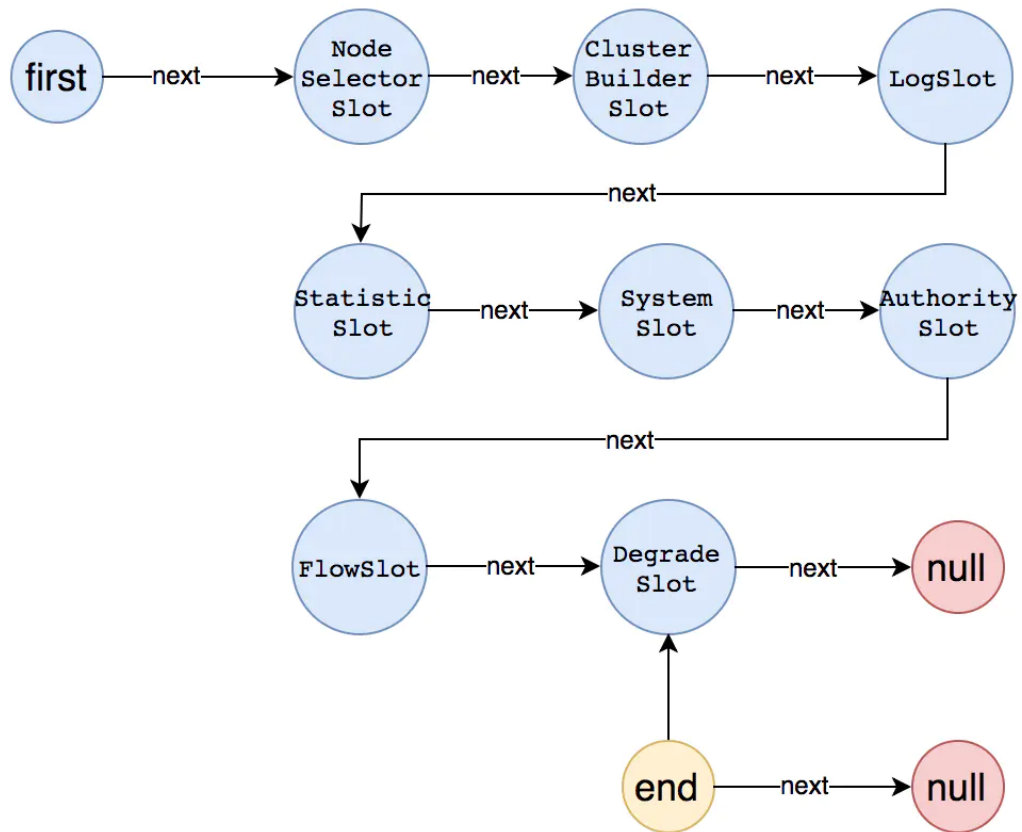 first
next
Node
Selector
Slot
next
Cluster
Builder
Slot
next
LogSlot
next
Statistic
Slot
next
System
Slot
next
Authority
Slot
next
FlowSlot
next
Degrade
Slot
next
null
end
next
null